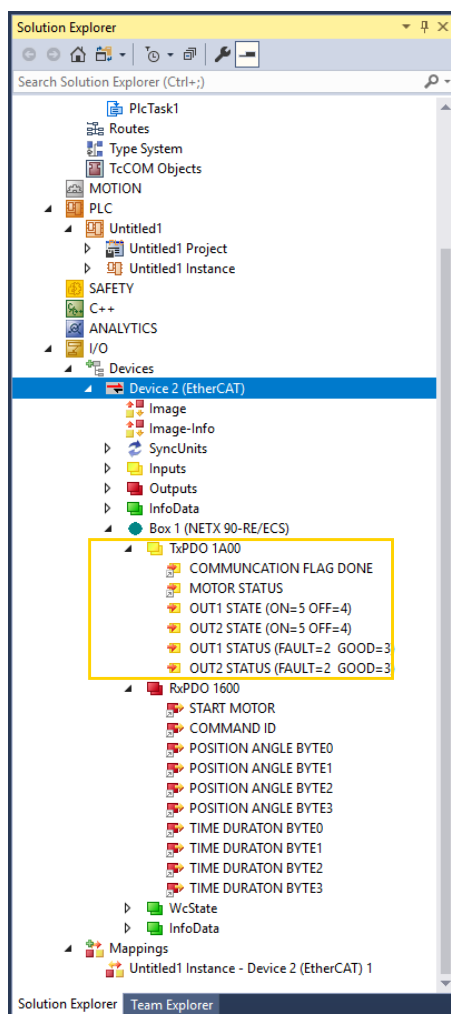 Solution Explorer
Search Solution Explorer (Ctrl+;)
PlcTask1
Routes
Type System
TcCOM Objects
MOTION
PLC
Untitled1
Untitled1 Project
Untitled1 Instance
SAFETY
C++
ANALYTICS
I/O
Devices
Device 2 (EtherCAT)
Image
Image-Info
SyncUnits
Inputs
Outputs
InfoData
Box 1 (NETX 90-RE/ECS)
TxPDO 1A00
COMMUNCATION FLAG DONE
MOTOR STATUS
OUT1 STATE (ON=5 OFF=4)
OUT2 STATE (ON=5 OFF=4)
OUT1 STATUS (FAULT=2  GOOD=3)
OUT2 STATUS (FAULT=2  GOOD=3)
RxPDO 1600
START MOTOR
COMMAND ID
POSITION ANGLE BYTE0
POSITION ANGLE BYTE1
POSITION ANGLE BYTE2
POSITION ANGLE BYTE3
TIME DURATON BYTE0
TIME DURATON BYTE1
TIME DURATON BYTE2
TIME DURATON BYTE3
WcState
InfoData
Mappings
Untitled1 Instance - Device 2 (EtherCAT) 1
Solution Explorer Team Explorer